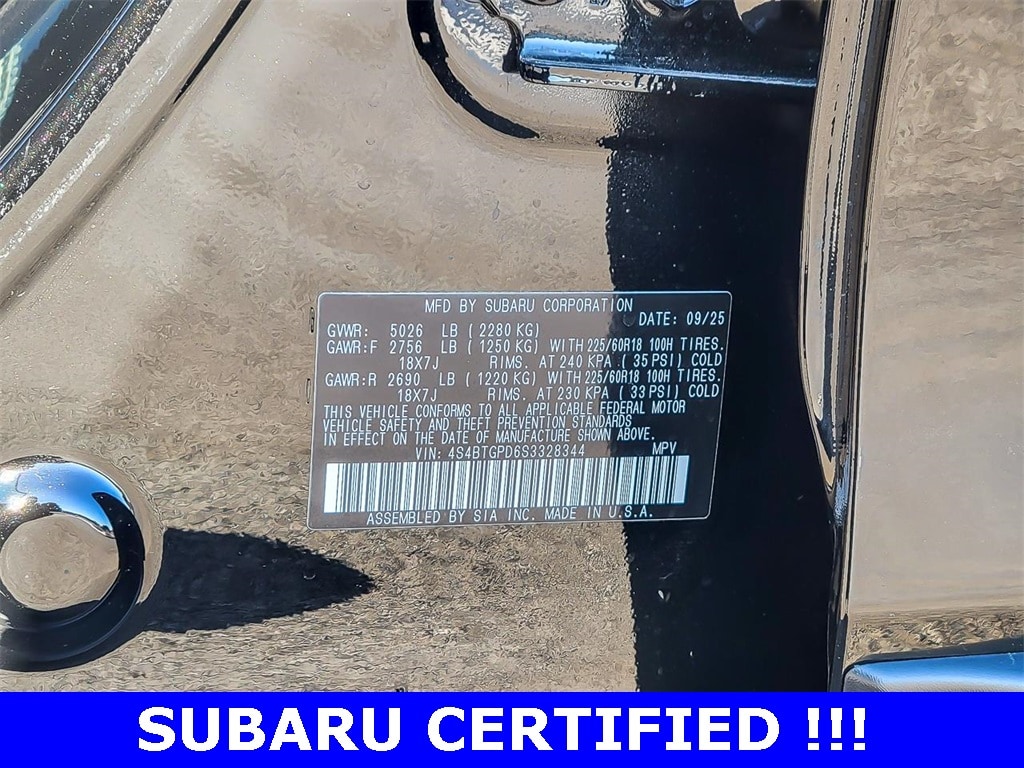 MFD BY SUBARU CORPORATION
DATE: 09/25
GVWR: 5026 LB ( 2280 KG)
GAWR:F 2756 LB ( 1250 KG) WITH 225/60R18 100H TIRES.
18X7J RIMS. AT 240 KPA ( 35 PSI) COLD
GAWR:R 2690 LB ( 1220 KG) WITH 225/60R18 100H TIRES.
18X7J RIMS. AT 230 KPA ( 33 PSI) COLD
THIS VEHICLE CONFORMS TO ALL APPLICABLE FEDERAL MOTOR
VEHICLE SAFETY AND THEFT PREVENTION STANDARDS
IN EFFECT ON THE DATE OF MANUFACTURE SHOWN ABOVE.
VIN: 4S4BTGPD6S3328344 MPV
ASSEMBLED BY SIA INC. MADE IN U.S.A.
SUBARU CERTIFIED !!!